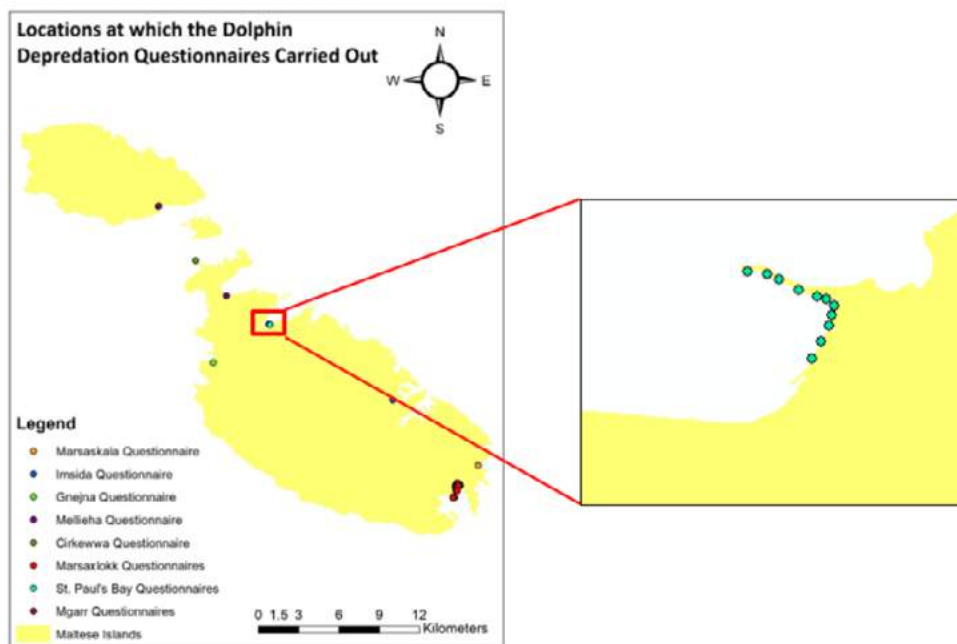 Locations at which the Dolphin
Depredation Questionnaires Carried Out
N
W
E
S
Legend
Marsaskala Questionnaire
Imsida Questionnaire
Gnejna Questionnaire
Mellieha Questionnaire
Cirkewwa Questionnaire
Marsaxlokk Questionnaires
St. Paul's Bay Questionnaires
Mgarr Questionnaires
Maltese Islands
0 1.5 3 6 9 12
Kilometers